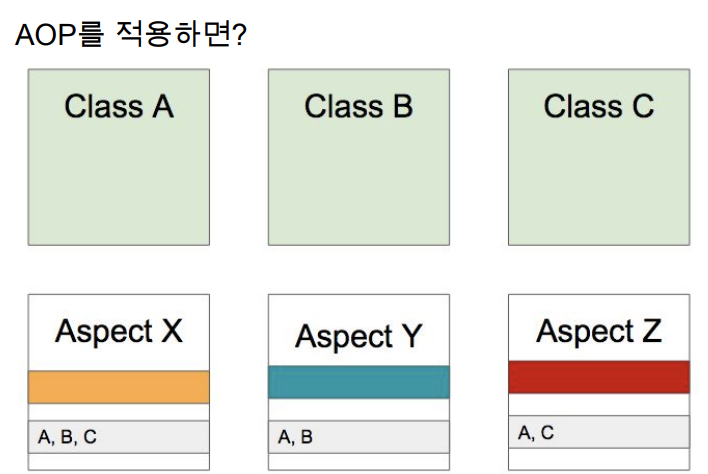 AOP를 적용하면?
Class A
Class B
Class C
Aspect X
Aspect Y
Aspect Z
A, B, C
A, B
A, C